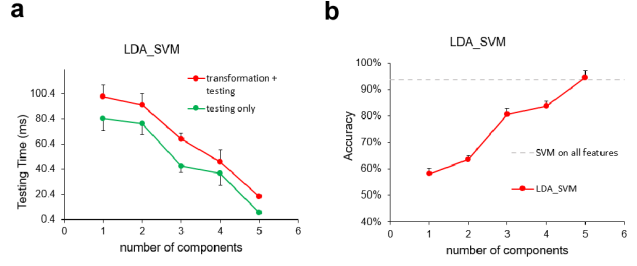 a
LDA_SVM
Testing Time (ms)
100.4
80.4
60.4
40.4
20.4
0.4
transformation +
testing
testing only
0 1 2 3 4 5 6
number of components
b
LDA_SVM
Accuracy
100%
90%
80%
70%
60%
50%
40%
SVM on all features
LDA_SVM
0 1 2 3 4 5 6
number of components